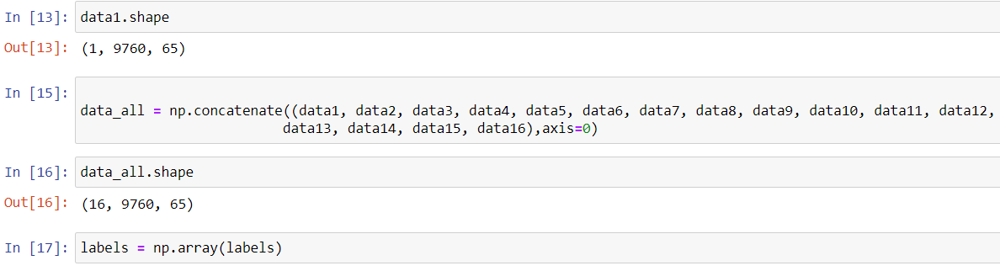 In [13]: data1.shape
Out[13]: (1, 9760, 65)
In [15]:
data_all = np.concatenate((data1, data2, data3, data4, data5, data6, data7, data8, data9, data10, data11, data12,
data13, data14, data15, data16),axis=0)
In [16]: data_all.shape
Out[16]: (16, 9760, 65)
In [17]: labels = np.array(labels)